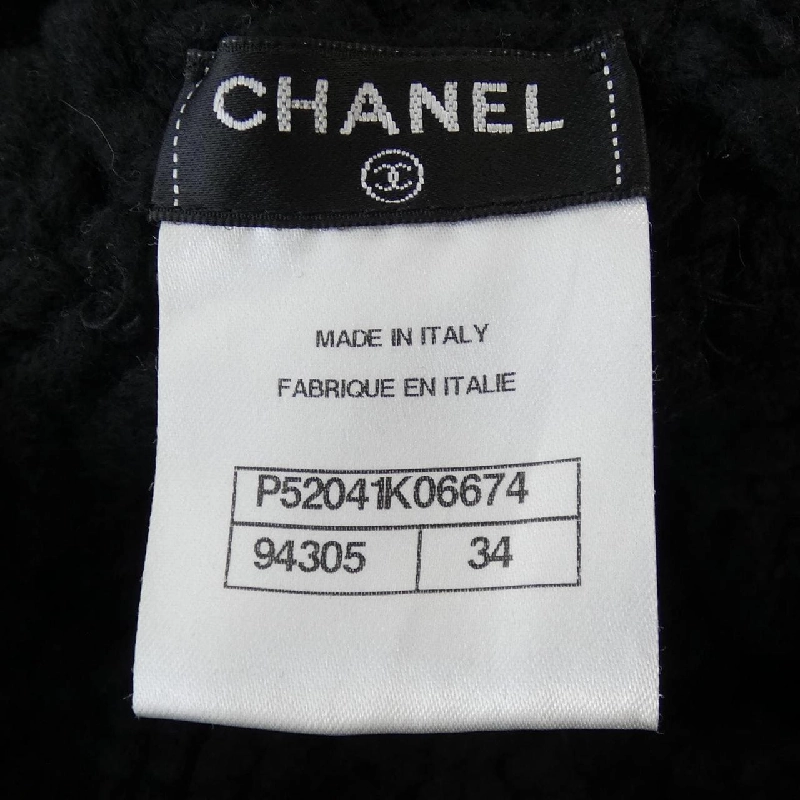 CHANEL
MADE IN ITALY
FABRIQUE EN ITALIE
P52041K06674
94305 34